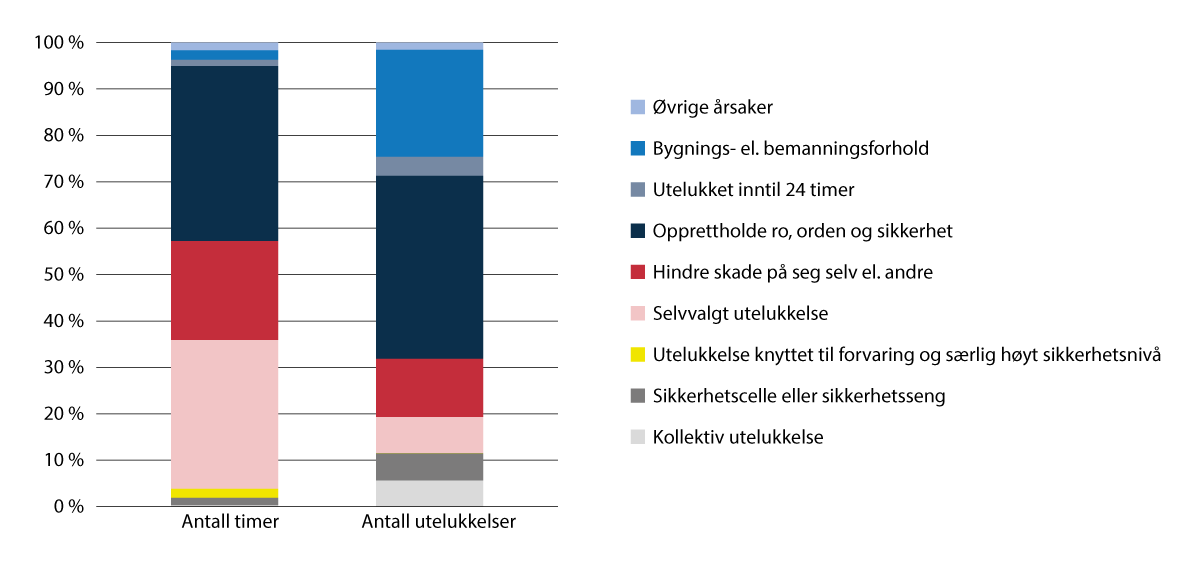 100 %
90 %
80 %
70 %
60 %
50 %
40 %
30 %
20 %
10 %
0 %
Antall timer
Antall utelukkelser
Øvrige årsaker
Bygnings- el. bemanningsforhold
Utelukket inntil 24 timer
Opprettholde ro, orden og sikkerhet
Hindre skade på seg selv el. andre
Selvvalgt utelukkelse
Utelukkelse knyttet til forvaring og særlig høyt sikkerhetsnivå
Sikkerhetscelle eller sikkerhetsseng
Kollektiv utelukkelse